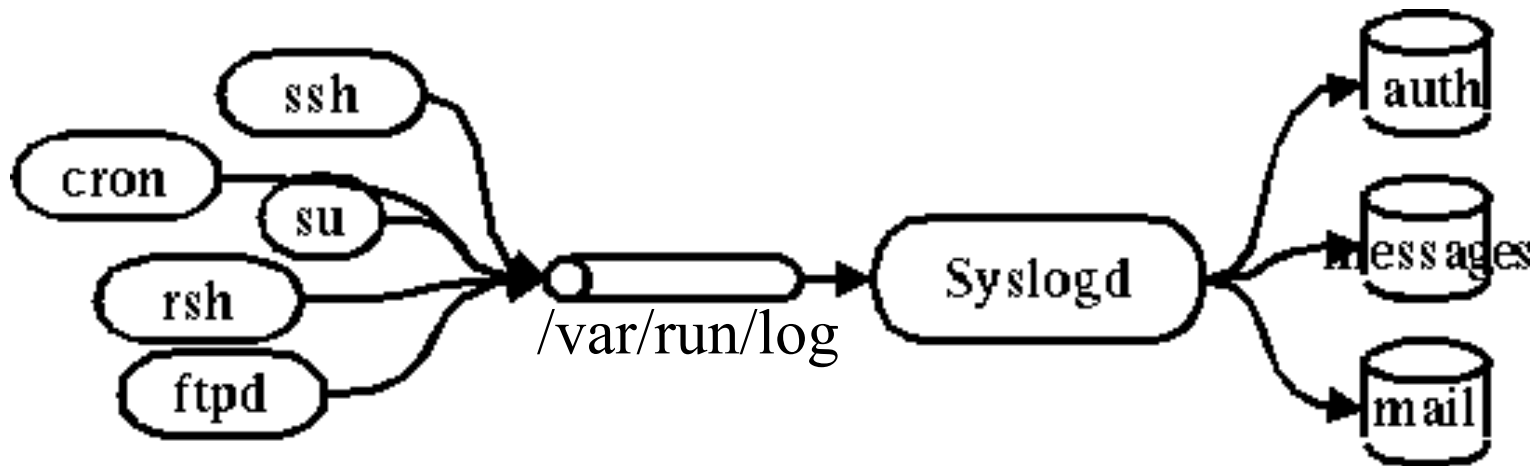 ssh
cron
su
rsh
ftpd
/var/run/log
Syslogd
auth
messages
mail